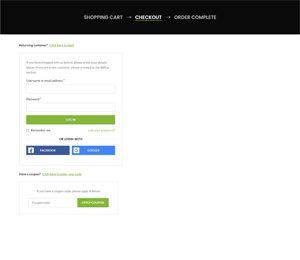 SHOPPING CART → CHECKOUT → ORDER COMPLETE
Returning customer? Click here to login
If you have shopped with us before, please enter your details
below. If you are a new customer, please proceed to the Billing
section.
Username or email address *
Password *
LOG IN
Remember me Lost your password?
OR LOGIN WITH
FACEBOOK GOOGLE
Have a coupon? Click here to enter your code
If you have a coupon code, please apply it below.
Coupon code APPLY COUPON